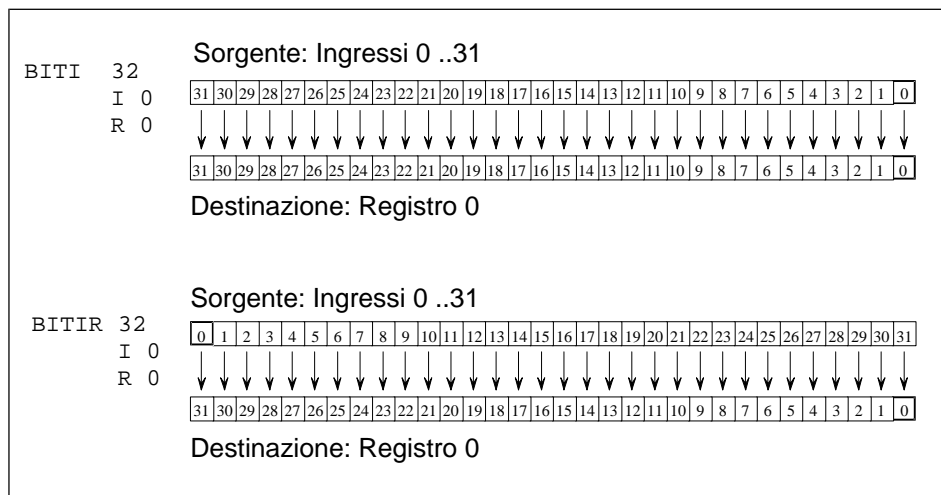 Sorgente: Ingressi 0 ..31
BITI 32
I 0
R 0
31 30 29 28 27 26 25 24 23 22 21 20 19 18 17 16 15 14 13 12 11 10 9 8 7 6 5 4 3 2 1 0
31 30 29 28 27 26 25 24 23 22 21 20 19 18 17 16 15 14 13 12 11 10 9 8 7 6 5 4 3 2 1 0
Destinazione: Registro 0
Sorgente: Ingressi 0 ..31
BITIR 32
I 0
R 0
0 1 2 3 4 5 6 7 8 9 10 11 12 13 14 15 16 17 18 19 20 21 22 23 24 25 26 27 28 29 30 31
31 30 29 28 27 26 25 24 23 22 21 20 19 18 17 16 15 14 13 12 11 10 9 8 7 6 5 4 3 2 1 0
Destinazione: Registro 0